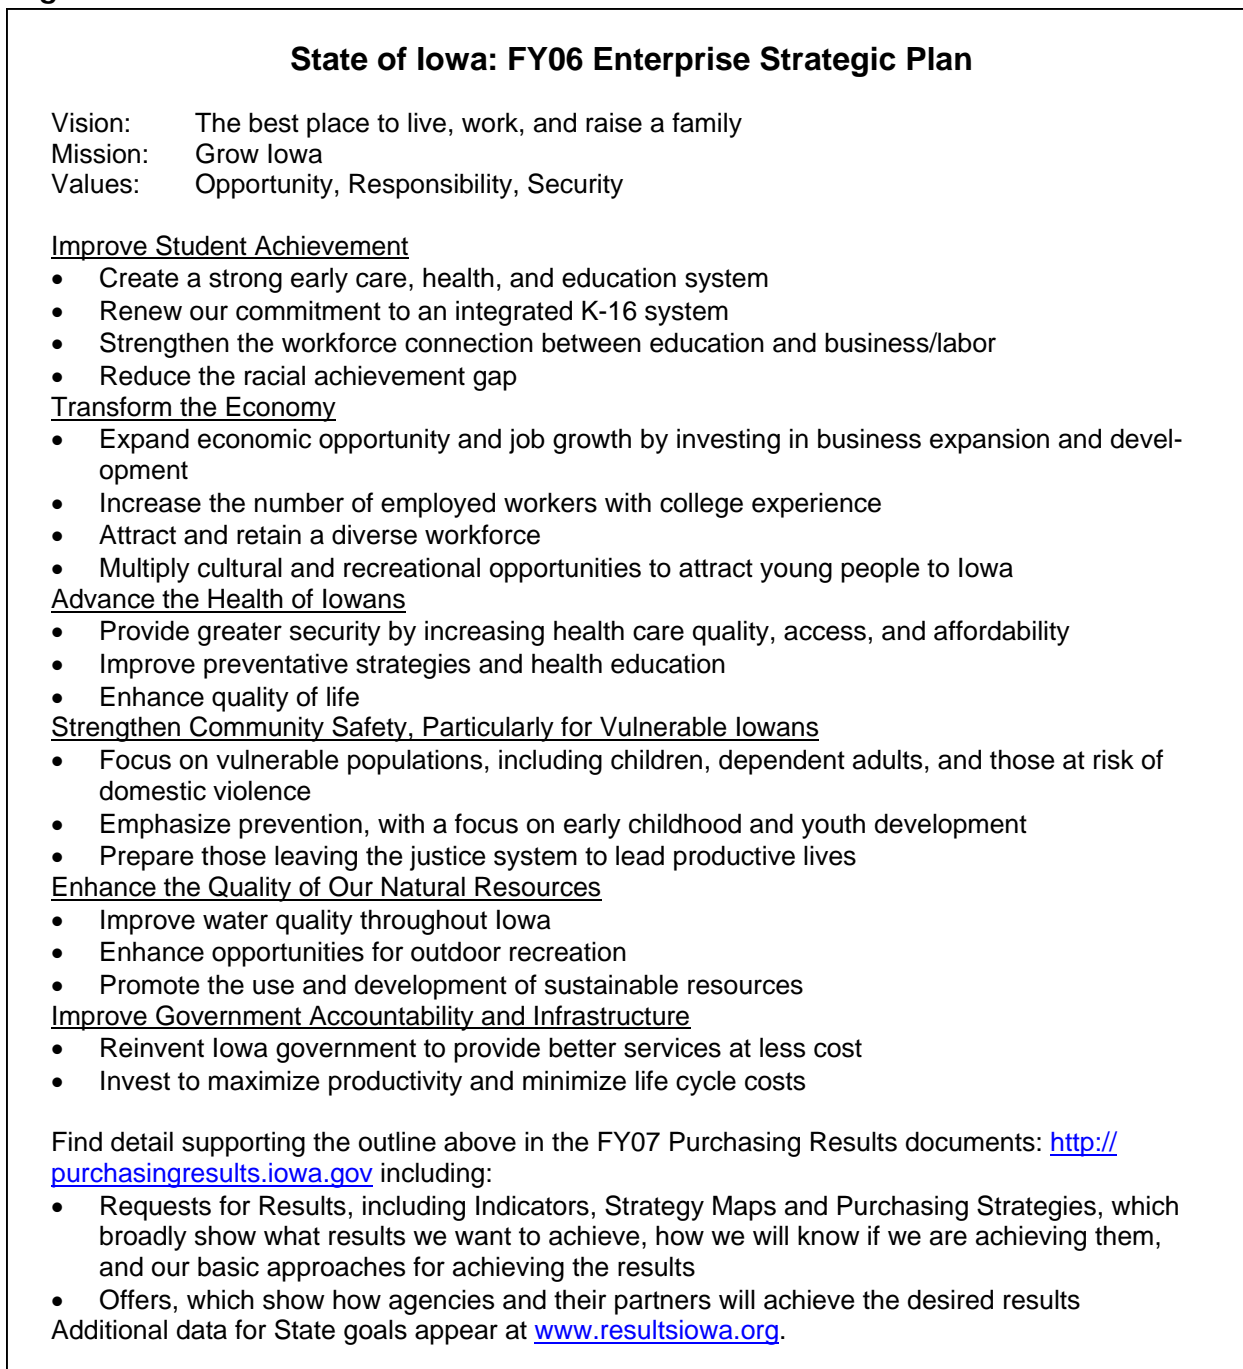 State of Iowa: FY06 Enterprise Strategic Plan
Vision: The best place to live, work, and raise a family
Mission: Grow Iowa
Values: Opportunity, Responsibility, Security
Improve Student Achievement
• Create a strong early care, health, and education system
• Renew our commitment to an integrated K-16 system
• Strengthen the workforce connection between education and business/labor
• Reduce the racial achievement gap
Transform the Economy
• Expand economic opportunity and job growth by investing in business expansion and devel-
opment
• Increase the number of employed workers with college experience
• Attract and retain a diverse workforce
• Multiply cultural and recreational opportunities to attract young people to Iowa
Advance the Health of Iowans
• Provide greater security by increasing health care quality, access, and affordability
• Improve preventative strategies and health education
• Enhance quality of life
Strengthen Community Safety, Particularly for Vulnerable Iowans
• Focus on vulnerable populations, including children, dependent adults, and those at risk of
domestic violence
• Emphasize prevention, with a focus on early childhood and youth development
• Prepare those leaving the justice system to lead productive lives
Enhance the Quality of Our Natural Resources
• Improve water quality throughout Iowa
• Enhance opportunities for outdoor recreation
• Promote the use and development of sustainable resources
Improve Government Accountability and Infrastructure
• Reinvent Iowa government to provide better services at less cost
• Invest to maximize productivity and minimize life cycle costs
Find detail supporting the outline above in the FY07 Purchasing Results documents: http://
purchasingresults.iowa.gov including:
• Requests for Results, including Indicators, Strategy Maps and Purchasing Strategies, which
broadly show what results we want to achieve, how we will know if we are achieving them,
and our basic approaches for achieving the results
• Offers, which show how agencies and their partners will achieve the desired results
Additional data for State goals appear at www.resultsiowa.org.